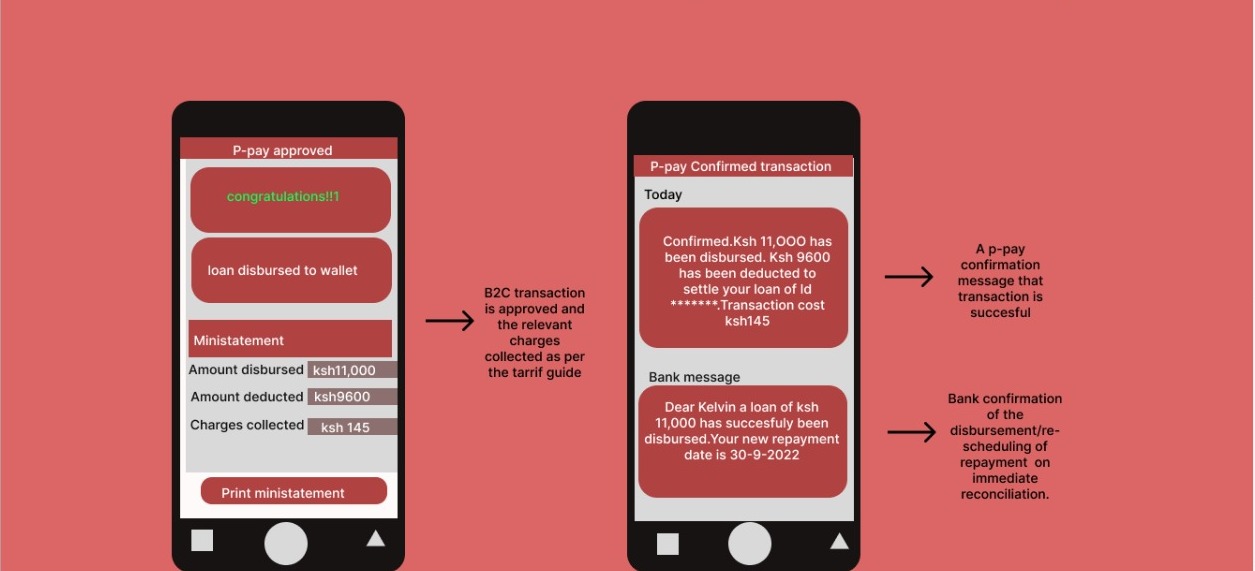 P-pay approved
congratulations!!1
loan disbursed to wallet
Ministatement
Amount disbursed ksh11,000
Amount deducted ksh9600
Charges collected ksh 145
Print ministatement
B2C transaction
is approved and
the relevant
charges
collected as per
the tarrif guide
P-pay Confirmed transaction
Today
Confirmed.Ksh 11,OOO has
been disbursed. Ksh 9600
has been deducted to
settle your loan of Id
*******.Transaction cost
ksh145
Bank message
Dear Kelvin a loan of ksh
11,000 has succesfuly been
disbursed.Your new repayment
date is 30-9-2022
A p-pay
confirmation
message that
transaction is
succesful
Bank confirmation
of the
disbursement/re-
scheduling of
repayment on
immediate
reconciliation.